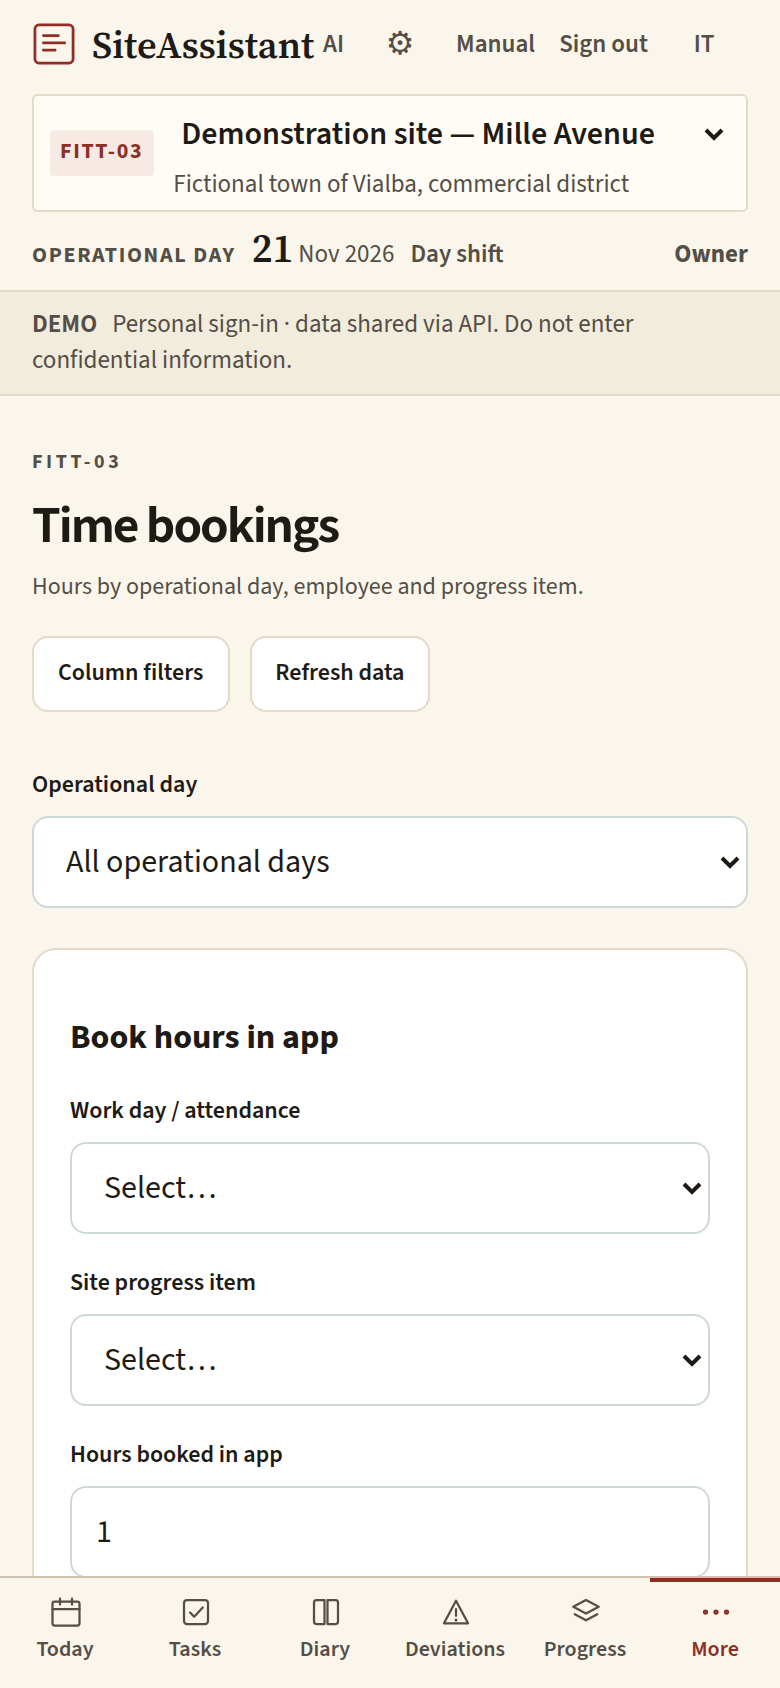 SiteAssistant AI ⚙ Manual Sign out IT
FITT-03 Demonstration site — Mille Avenue
Fictional town of Vialba, commercial district
OPERATIONAL DAY 21 Nov 2026 Day shift Owner
DEMO Personal sign-in · data shared via API. Do not enter
confidential information.
FITT-03
Time bookings
Hours by operational day, employee and progress item.
Column filters Refresh data
Operational day
All operational days
Book hours in app
Work day / attendance
Select...
Site progress item
Select...
Hours booked in app
1
Today Tasks Diary Deviations Progress More